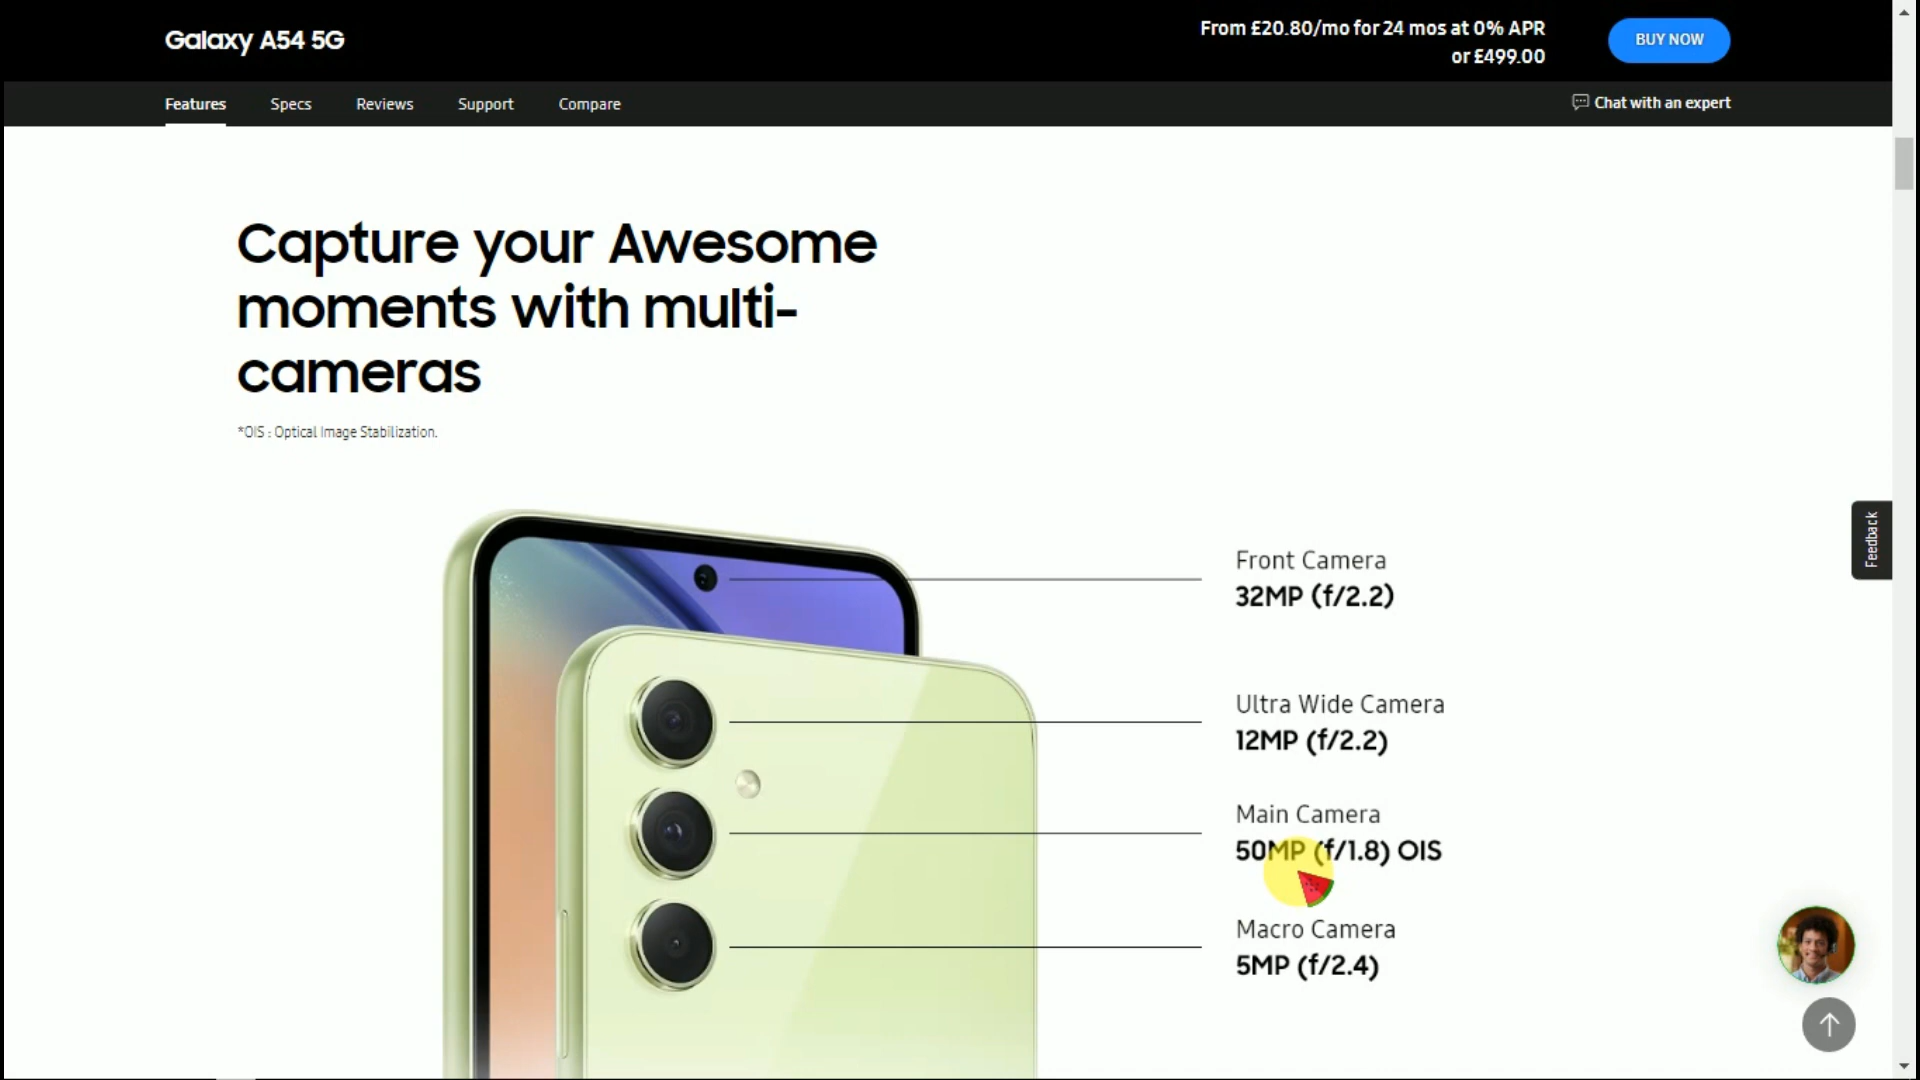 Galaxy A54 5G
From £20.80/mo for 24 mos at 0% APR
or £499.00
BUY NOW
Features
Specs
Reviews
Support
Compare
Chat with an expert
Capture your Awesome
moments with multi-
cameras
*OIS : Optical Image Stabilization.
Feedback
Front Camera
32MP (f/2.2)
Ultra Wide Camera
12MP (f/2.2)
Main Camera
50MP (f/1.8) OIS
Macro Camera
5MP (f/2.4)